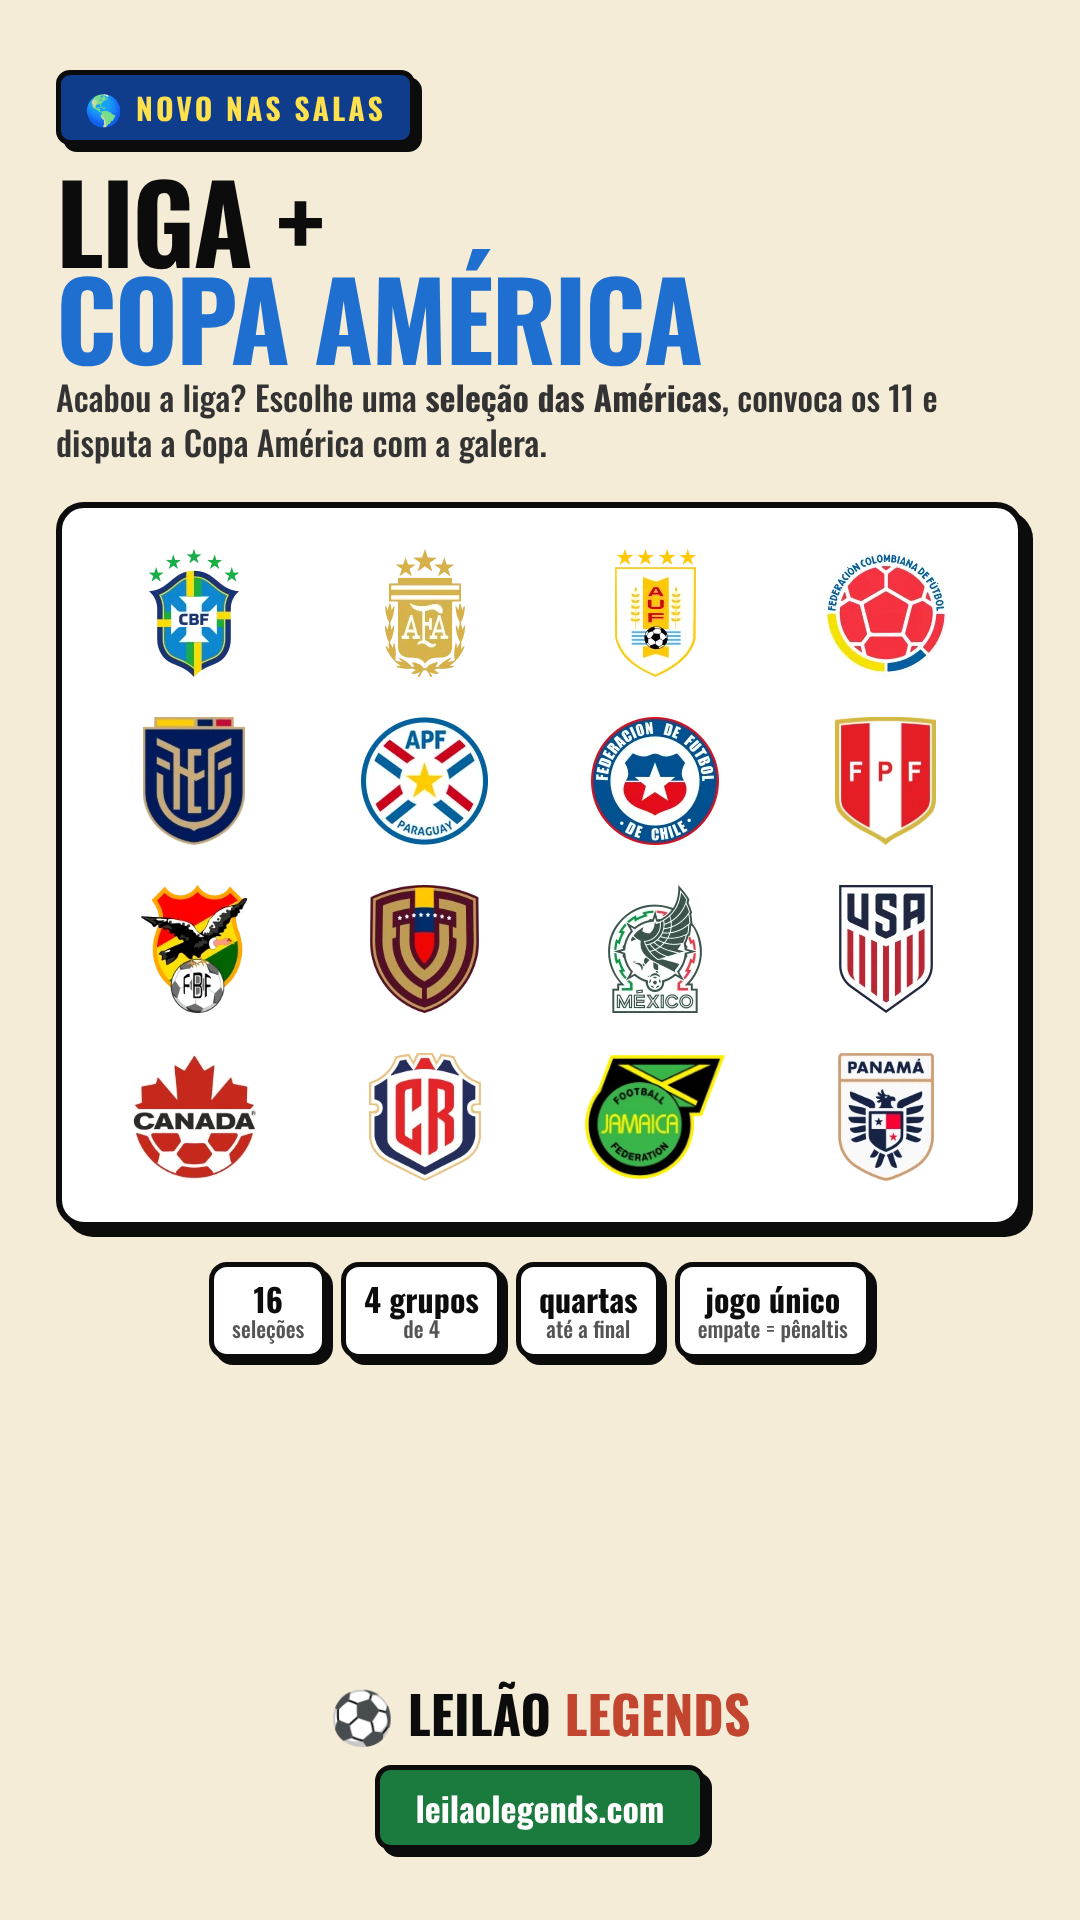 NOVO NAS SALAS
LIGA +
COPA AMÉRICA
Acabou a liga? Escolhe uma seleção das Américas, convoca os 11 e
disputa a Copa América com a galera.
CBF
AFA
AUF
FEDERACIÓN COLOMBIANA DE FÚTBOL
FEF
APF
PARAGUAY
FEDERACION DE FUTBOL
DE CHILE
FPF
FBF
FVF
MÉXICO
USA
CANADA
CR
FOOTBALL
JAMAICA
FEDERATION
PANAMÁ
16
seleções
4 grupos
de 4
quartas
até a final
jogo único
empate = pênaltis
LEILÃO LEGENDS
leilaolegends.com